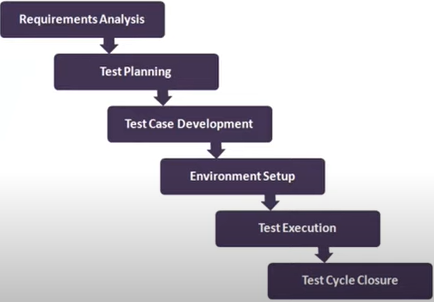 Requirements Analysis
Test Planning
Test Case Development
Environment Setup
Test Execution
Test Cycle Closure